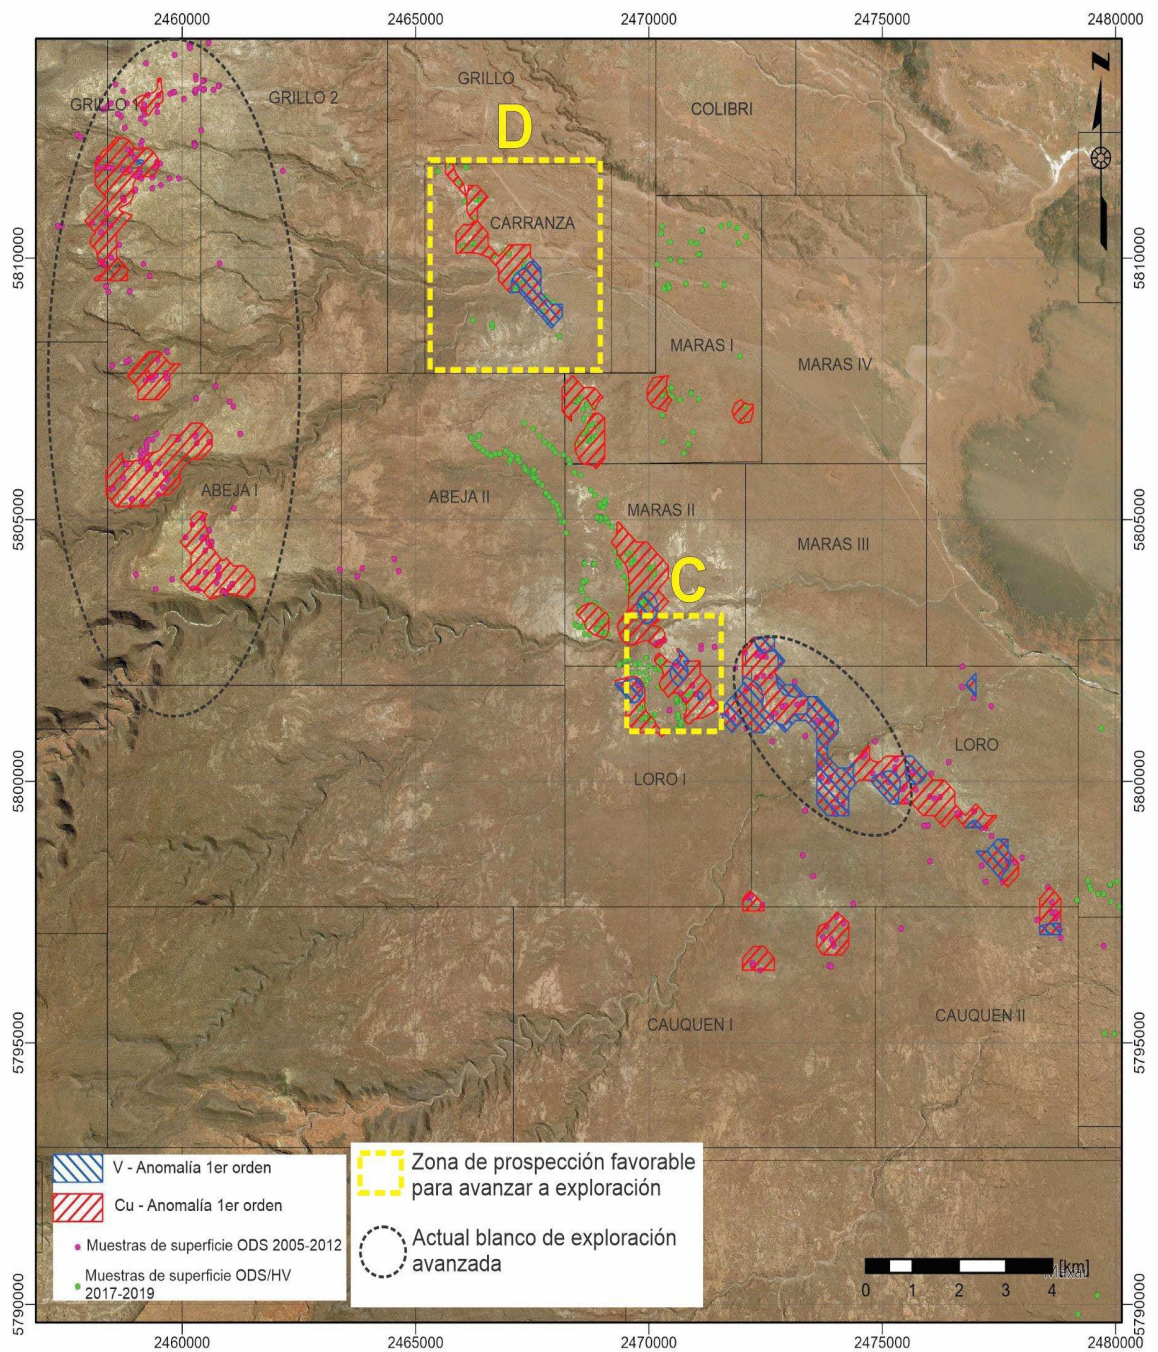 2460000
2465000
2470000
2475000
2480000
GRILLO
GRILLO 1
GRILLO 2
COLIBRI
D
CARRANZA
5810000
5810000
MARAS I
MARAS IV
ABEJA I
ABEJA II
MARAS II
5805000
5805000
MARAS III
C
LORO
LORO I
5800000
5800000
CAUQUEN I
CAUQUEN II
5795000
5795000
V - Anomalía 1er orden
Cu - Anomalía 1er orden
Muestras de superficie ODS 2005-2012
Muestras de superficie ODS/HV
2017-2019
Zona de prospección favorable
para avanzar a exploración
Actual blanco de exploración
avanzada
N
[km]
Maxar
0 1 2 3 4
5790000
5790000
2460000
2465000
2470000
2475000
2480000